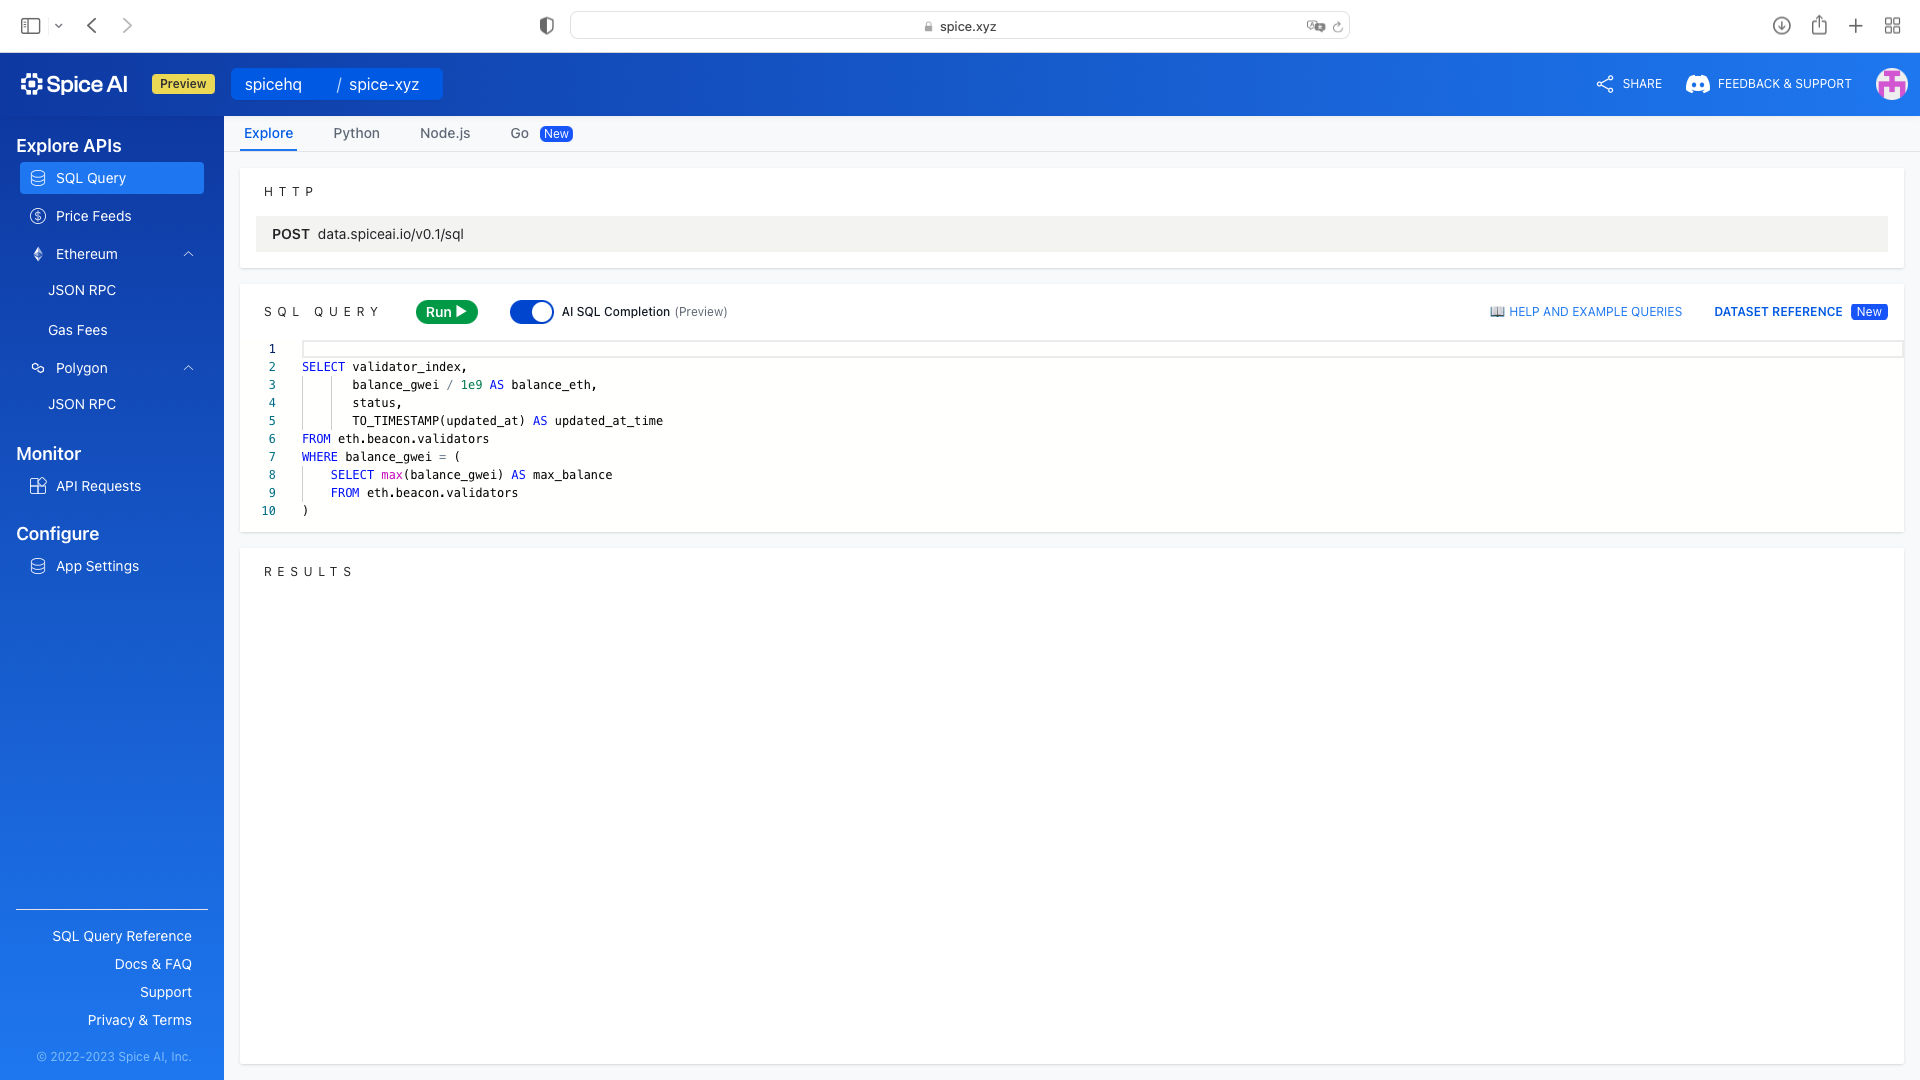 spice.xyz
Spice AI
Preview
spicehq / spice-xyz
SHARE
FEEDBACK & SUPPORT
Explore APIs
SQL Query
Price Feeds
Ethereum
JSON RPC
Gas Fees
Polygon
JSON RPC
Monitor
API Requests
Configure
App Settings
SQL Query Reference
Docs & FAQ
Support
Privacy & Terms
© 2022-2023 Spice AI, Inc.
Explore Python Node.js Go New
HTTP
POST data.spiceai.io/v0.1/sql
SQL QUERY Run AI SQL Completion (Preview) HELP AND EXAMPLE QUERIES DATASET REFERENCE New
1
2 SELECT validator_index,
3 balance_gwei / 1e9 AS balance_eth,
4 status,
5 TO_TIMESTAMP(updated_at) AS updated_at_time
6 FROM eth.beacon.validators
7 WHERE balance_gwei = (
8 SELECT max(balance_gwei) AS max_balance
9 FROM eth.beacon.validators
10 )
RESULTS